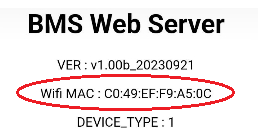 BMS Web Server
VER : v1.00b_20230921
Wifi MAC : C0:49:EF:F9:A5:0C
DEVICE_TYPE : 1